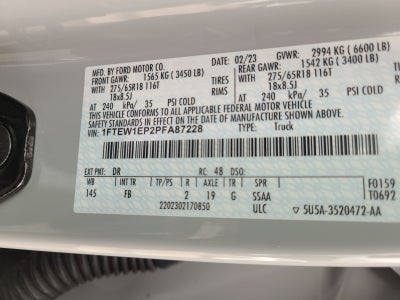 MFD. BY FORD MOTOR CO.
DATE: 02/23 GVWR: 2994 KG (6600 LB)
FRONT GAWR: 1565 KG (3450 LB) REAR GAWR: 1542 KG (3400 LB)
WITH 275/65R18 116T WITH 275/65R18 116T
18x8.5J 18x8.5J
AT 240 kPa/ 35 PSI COLD AT 240 kPa/ 35 PSI COLD
THIS VEHICLE CONFORMS TO ALL APPLICABLE FEDERAL MOTOR VEHICLE
SAFETY STANDARDS IN EFFECT ON THE DATE OF MANUFACTURE SHOWN ABOVE.
VIN: 1FTEW1EP2PFA87228 TYPE: Truck
EXT PNT: DR RC: 48 DSO: F0159
WB INT TR TP/PS R AXLE TR SPR T0692
145 FB 2 19 G SSAA
2202302170850 ULC 5U5A-3520472-AA